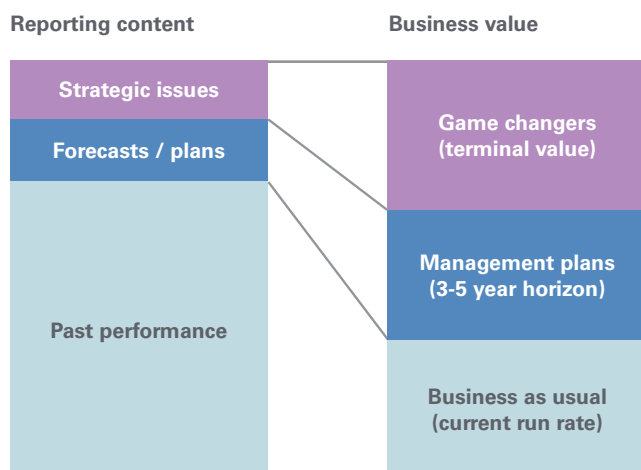 Reporting content
Business value
Strategic issues
Forecasts / plans
Past performance
Game changers
(terminal value)
Management plans
(3-5 year horizon)
Business as usual
(current run rate)